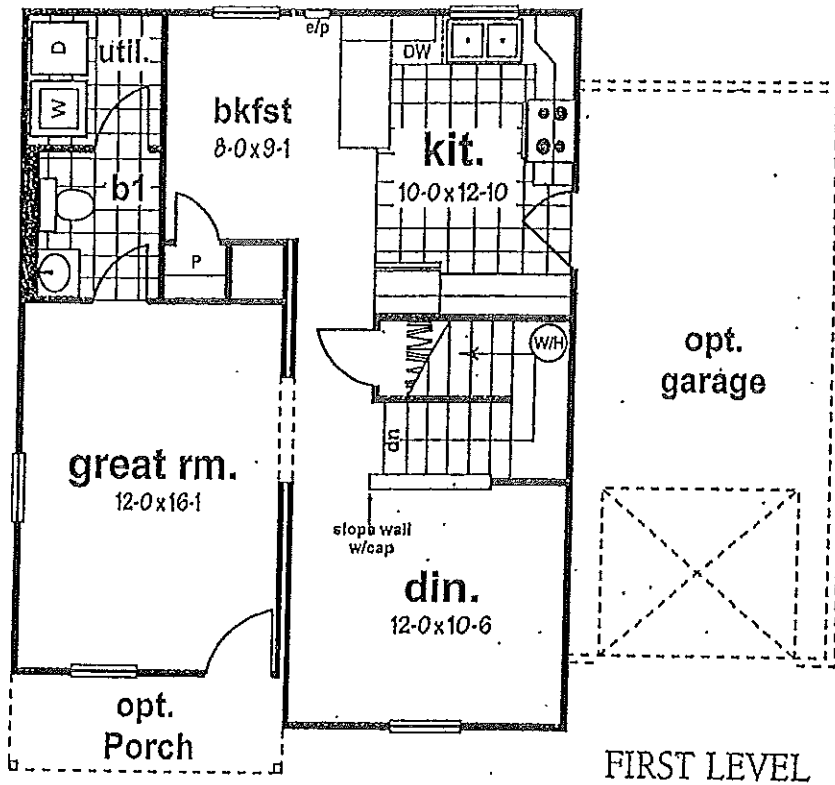 e/p
D
util.
DW
W
bkfst
8-0x9-1
kit.
10-0x12-10
b1
P
W/H
opt.
garage
dn
great rm.
12-0x16-1
slope wall
w/cap
din.
12-0x10-6
opt.
Porch
FIRST LEVEL